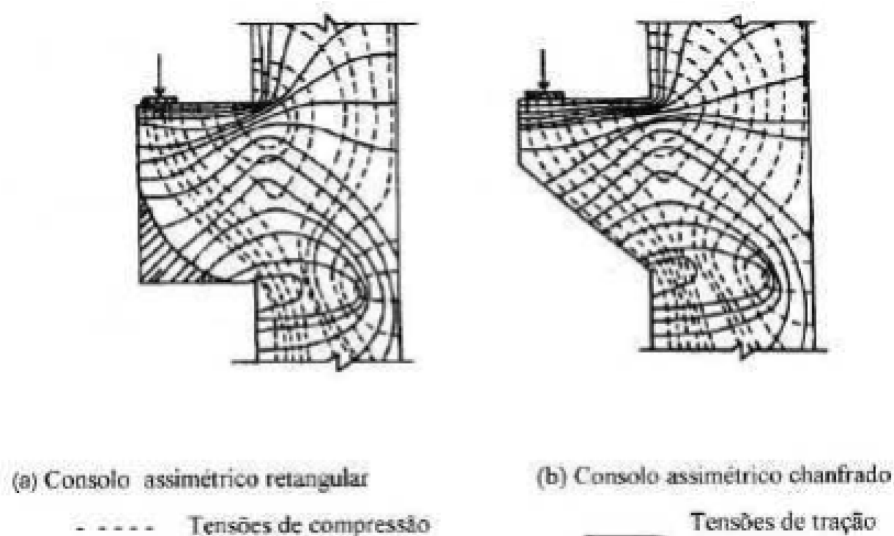 (a) Consolo assimétrico retangular
(b) Consolo assimétrico chanfrado
Tensões de compressão
Tensões de tração